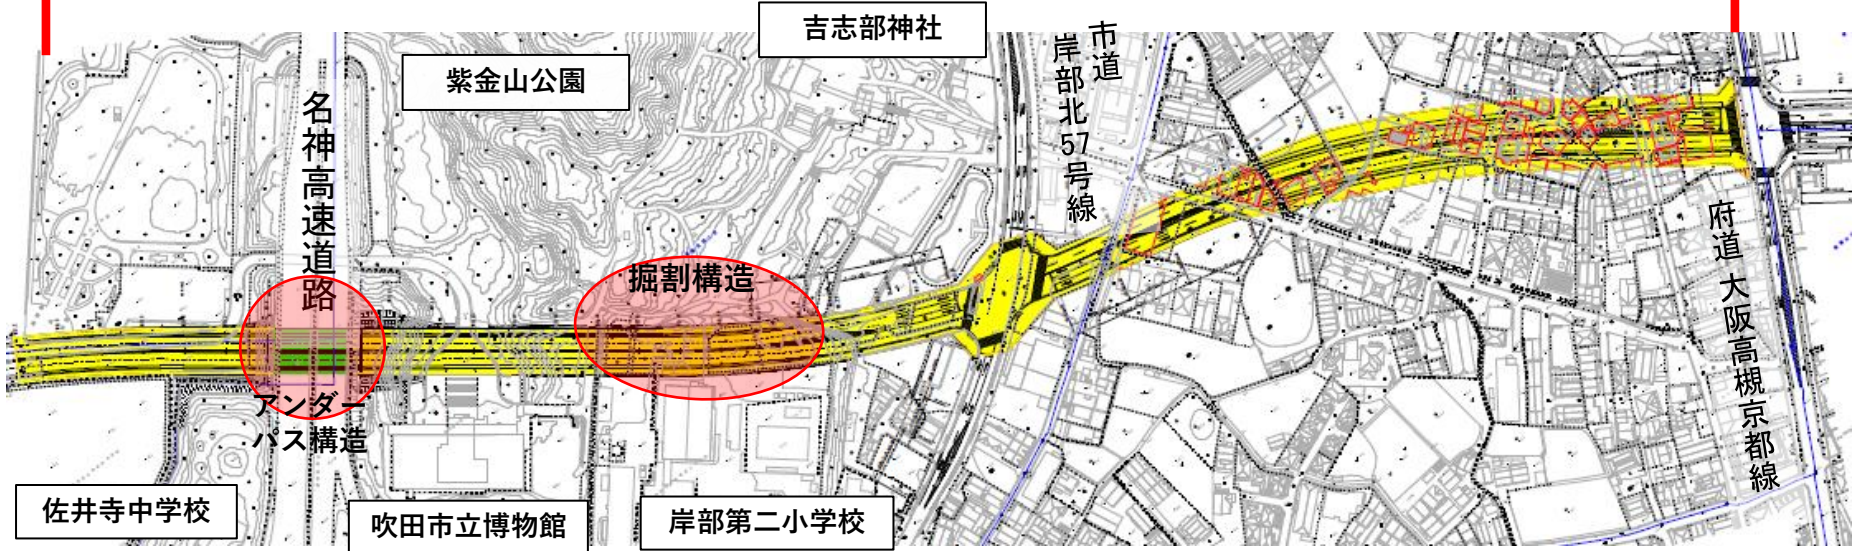 吉志部神社
紫金山公園
市道
岸部北57号線
名神高速道路
掘割構造
府道 大阪高槻京都線
アンダー
パス構造
佐井寺中学校
吹田市立博物館
岸部第二小学校